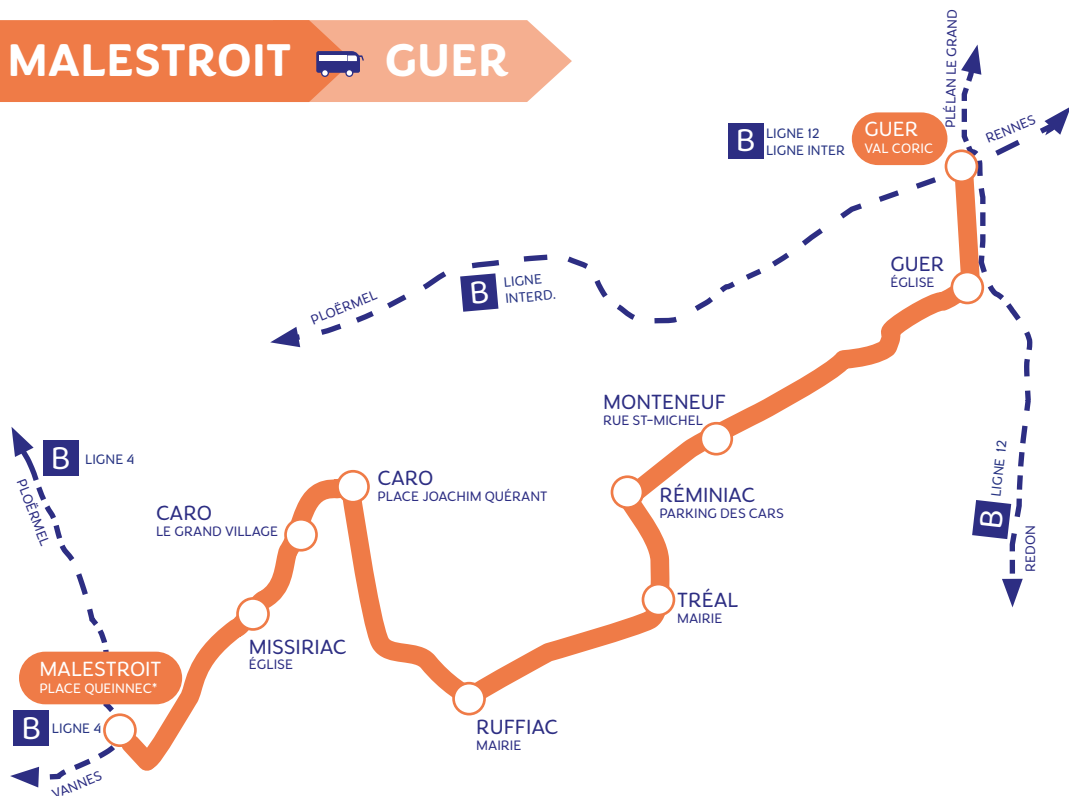 MALESTROIT GUER
PLÉLAN LE GRAND
RENNES
B LIGNE 12
LIGNE INTER
GUER
VAL CORIC
GUER
ÉGLISE
B LIGNE
INTERD.
PLOËRMEL
MONTENEUF
RUE ST-MICHEL
B LIGNE 4
PLOËRMEL
CARO
PLACE JOACHIM QUÉRANT
CARO
LE GRAND VILLAGE
RÉMINIAC
PARKING DES CARS
B LIGNE 12
REDON
TRÉAL
MAIRIE
MISSIRIAC
ÉGLISE
MALESTROIT
PLACE QUEINNEC*
B LIGNE 4
VANNES
RUFFIAC
MAIRIE